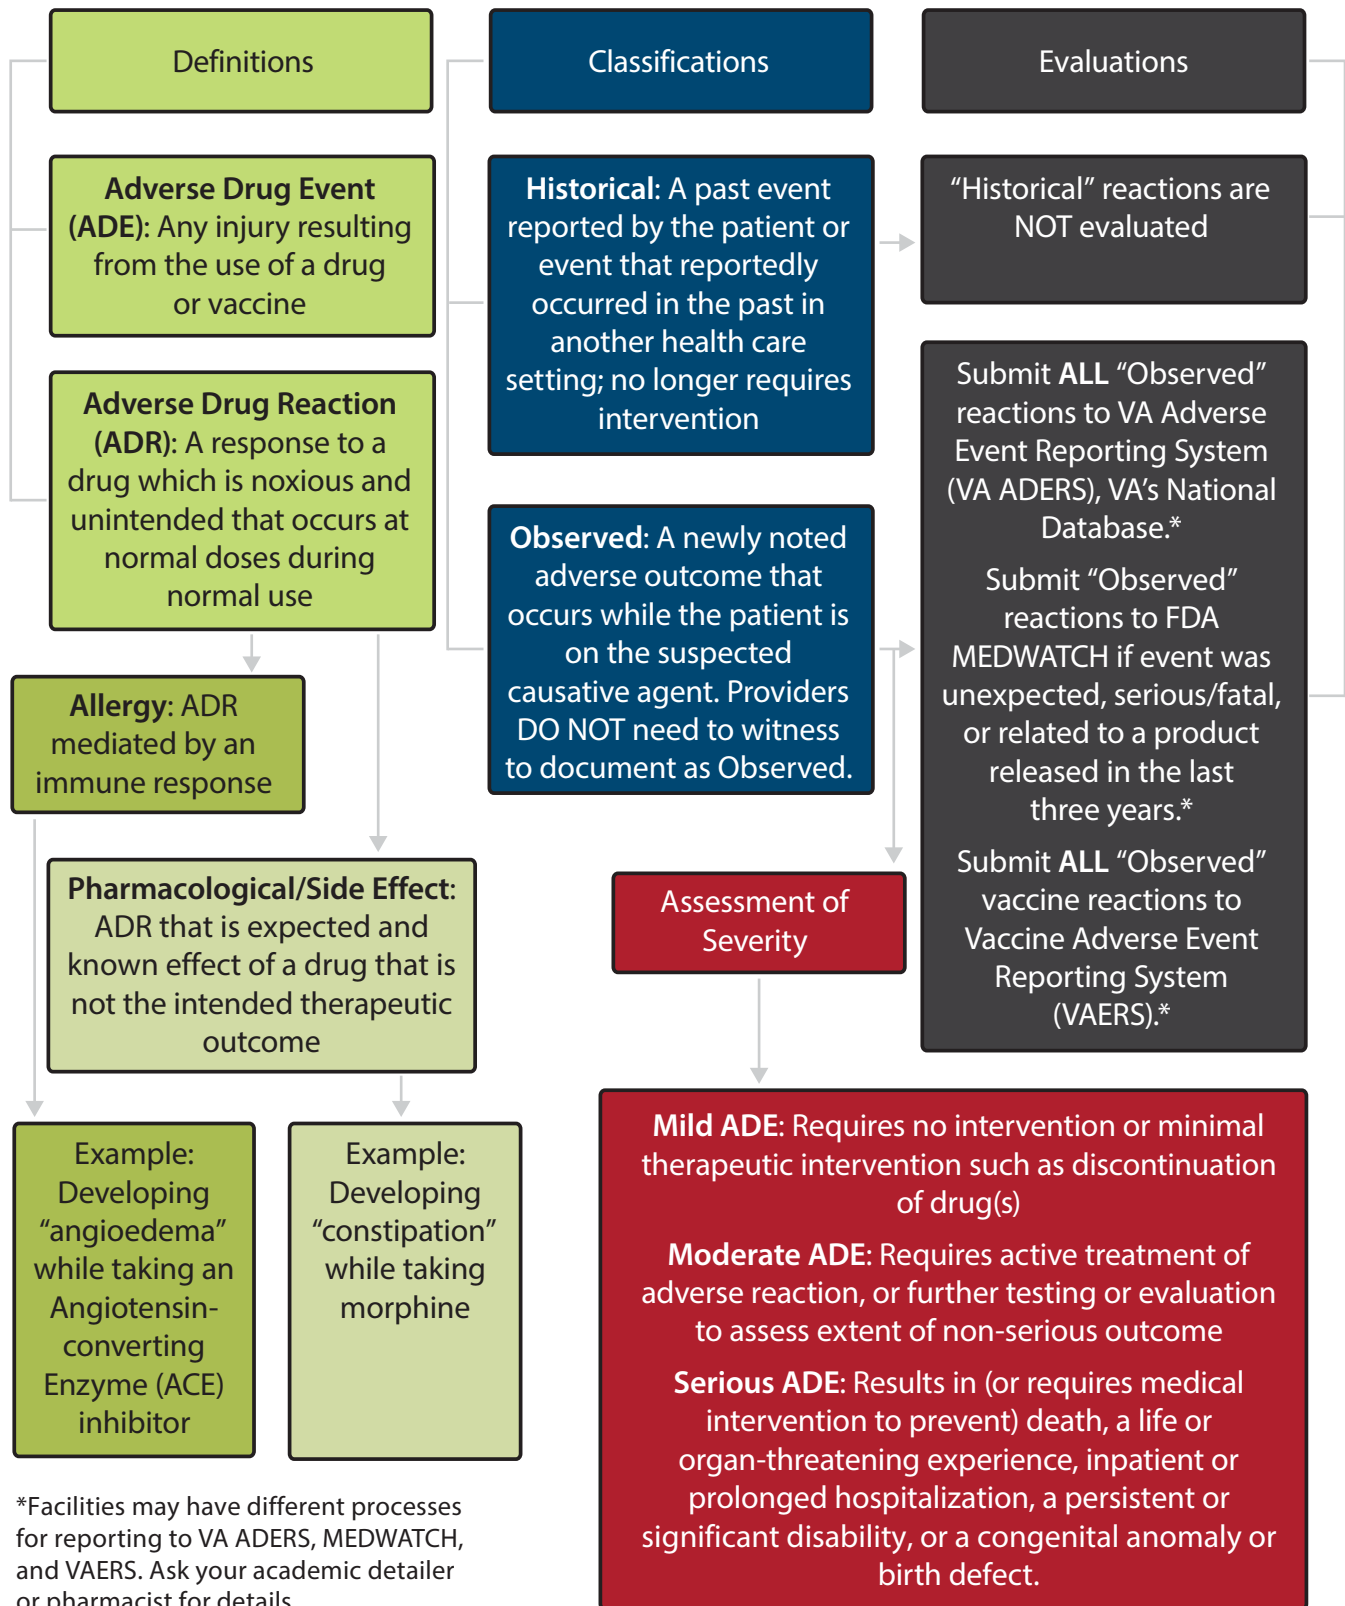 Definitions
Adverse Drug Event
(ADE): Any injury resulting
from the use of a drug
or vaccine
Adverse Drug Reaction
(ADR): A response to a
drug which is noxious and
unintended that occurs at
normal doses during
normal use
Allergy: ADR
mediated by an
immune response
Pharmacological/Side Effect:
ADR that is expected and
known effect of a drug that is
not the intended therapeutic
outcome
Example:
Developing
“angioedema”
while taking an
Angiotensin-
converting
Enzyme (ACE)
inhibitor
Example:
Developing
“constipation”
while taking
morphine
*Facilities may have different processes
for reporting to VA ADERS, MEDWATCH,
and VAERS. Ask your academic detailer
or pharmacist for details
Classifications
Historical: A past event
reported by the patient or
event that reportedly
occurred in the past in
another health care
setting; no longer requires
intervention
Observed: A newly noted
adverse outcome that
occurs while the patient is
on the suspected
causative agent. Providers
DO NOT need to witness
to document as Observed.
Assessment of
Severity
Mild ADE: Requires no intervention or minimal
therapeutic intervention such as discontinuation
of drug(s)
Moderate ADE: Requires active treatment of
adverse reaction, or further testing or evaluation
to assess extent of non-serious outcome
Serious ADE: Results in (or requires medical
intervention to prevent) death, a life or
organ-threatening experience, inpatient or
prolonged hospitalization, a persistent or
significant disability, or a congenital anomaly or
birth defect.
Evaluations
“Historical” reactions are
NOT evaluated
Submit ALL “Observed”
reactions to VA Adverse
Event Reporting System
(VA ADERS), VA’s National
Database.*
Submit “Observed”
reactions to FDA
MEDWATCH if event was
unexpected, serious/fatal,
or related to a product
released in the last
three years.*
Submit ALL “Observed”
vaccine reactions to
Vaccine Adverse Event
Reporting System
(VAERS).*